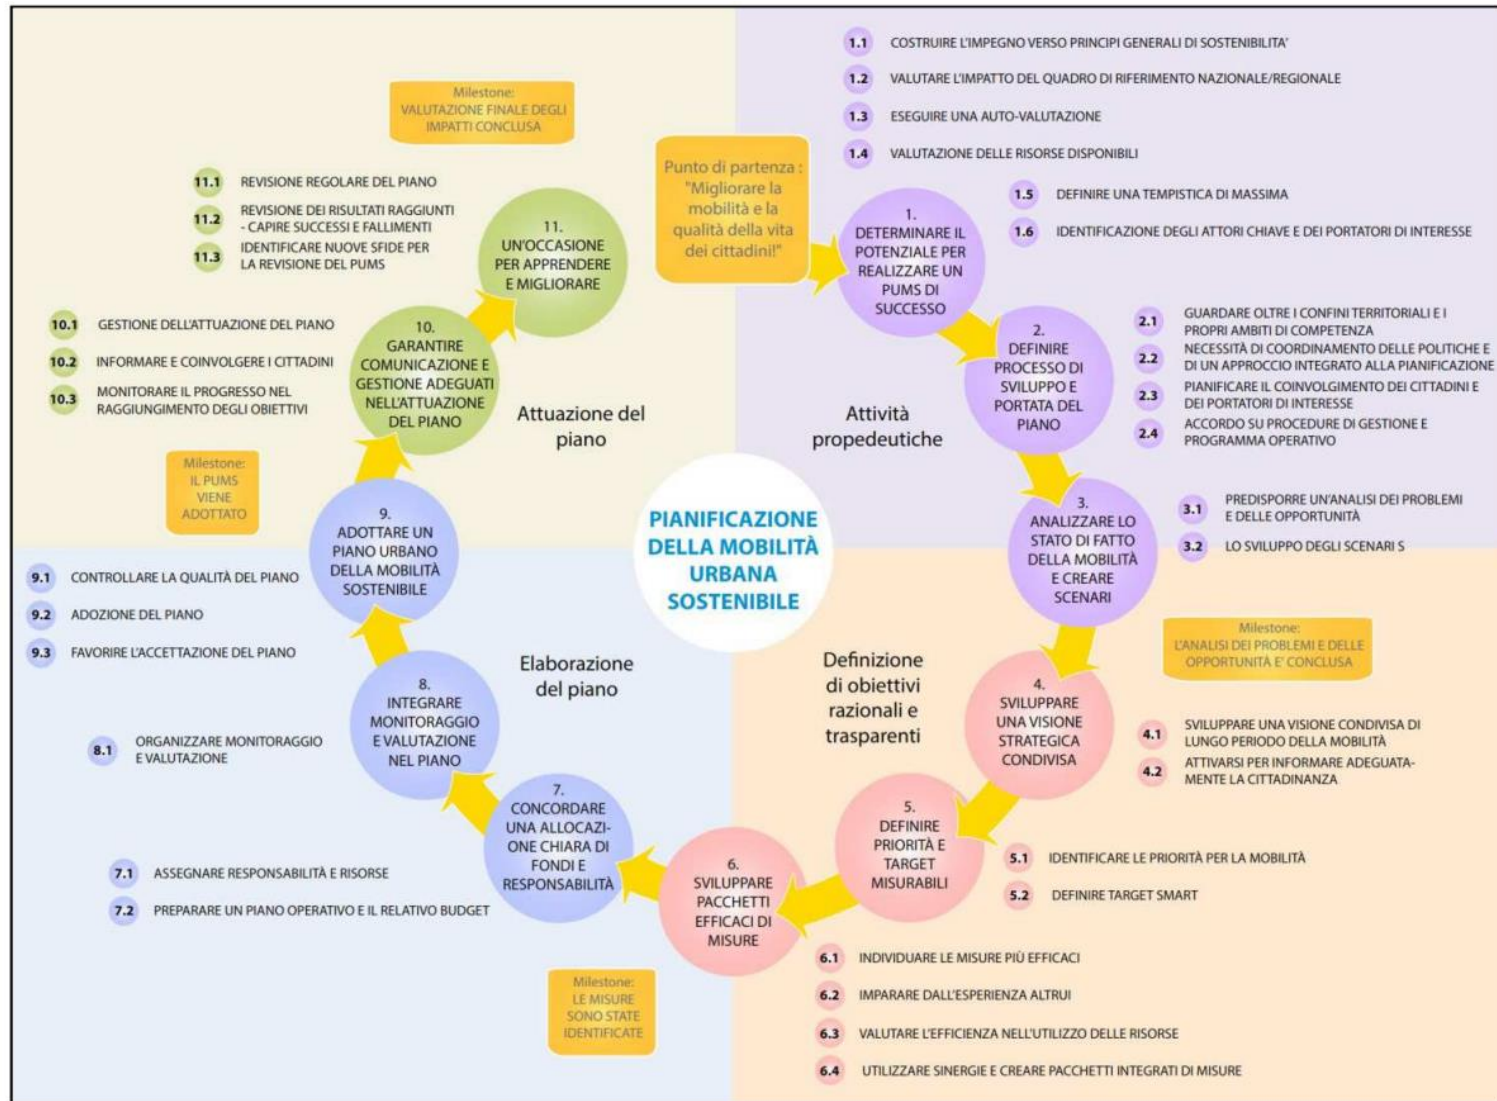 Milestone:
VALUTAZIONE FINALE DEGLI
IMPATTI CONCLUSA
Punto di partenza :
"Migliorare la
mobilità e la
qualità della vita
dei cittadini!"
1.1 COSTRUIRE L'IMPEGNO VERSO PRINCIPI GENERALI DI SOSTENIBILITA'
1.2 VALUTARE L'IMPATTO DEL QUADRO DI RIFERIMENTO NAZIONALE/REGIONALE
1.3 ESEGUIRE UNA AUTO-VALUTAZIONE
1.4 VALUTAZIONE DELLE RISORSE DISPONIBILI
1.5 DEFINIRE UNA TEMPISTICA DI MASSIMA
1.6 IDENTIFICAZIONE DEGLI ATTORI CHIAVE E DEI PORTATORI DI INTERESSE
1.
DETERMINARE IL
POTENZIALE PER
REALIZZARE UN
PUMS DI
SUCCESSO
2.
DEFINIRE
PROCESSO DI
SVILUPPO E
PORTATA DEL
PIANO
2.1 GUARDARE OLTRE I CONFINI TERRITORIALI E I
PROPRI AMBITI DI COMPETENZA
2.2 NECESSITÀ DI COORDINAMENTO DELLE POLITICHE E
DI UN APPROCCIO INTEGRATO ALLA PIANIFICAZIONE
2.3 PIANIFICARE IL COINVOLGIMENTO DEI CITTADINI E
DEI PORTATORI DI INTERESSE
2.4 ACCORDO SU PROCEDURE DI GESTIONE E
PROGRAMMA OPERATIVO
Attività
propedeutiche
3.
ANALIZZARE LO
STATO DI FATTO
DELLA MOBILITÀ
E CREARE
SCENARI
3.1 PREDISPORRE UN'ANALISI DEI PROBLEMI
E DELLE OPPORTUNITÀ
3.2 LO SVILUPPO DEGLI SCENARI S
Milestone:
L'ANALISI DEI PROBLEMI E DELLE
OPPORTUNITÀ E' CONCLUSA
PIANIFICAZIONE
DELLA MOBILITÀ
URBANA
SOSTENIBILE
Definizione
di obiettivi
razionali e
trasparenti
4.
SVILUPPARE
UNA VISIONE
STRATEGICA
CONDIVISA
4.1 SVILUPPARE UNA VISIONE CONDIVISA DI
LUNGO PERIODO DELLA MOBILITÀ
4.2 ATTIVARSI PER INFORMARE ADEGUATA-
MENTE LA CITTADINANZA
5.
DEFINIRE
PRIORITÀ E
TARGET
MISURABILI
5.1 IDENTIFICARE LE PRIORITÀ PER LA MOBILITÀ
5.2 DEFINIRE TARGET SMART
6.
SVILUPPARE
PACCHETTI
EFFICACI DI
MISURE
6.1 INDIVIDUARE LE MISURE PIÙ EFFICACI
6.2 IMPARARE DALL'ESPERIENZA ALTRUI
6.3 VALUTARE L'EFFICIENZA NELL'UTILIZZO DELLE RISORSE
6.4 UTILIZZARE SINERGIE E CREARE PACCHETTI INTEGRATI DI MISURE
Milestone:
LE MISURE
SONO STATE
IDENTIFICATE
7.
CONCORDARE
UNA ALLOCAZI-
ONE CHIARA DI
FONDI E
RESPONSABILITÀ
7.1 ASSEGNARE RESPONSABILITÀ E RISORSE
7.2 PREPARARE UN PIANO OPERATIVO E IL RELATIVO BUDGET
Elaborazione
del piano
8.
INTEGRARE
MONITORAGGIO
E VALUTAZIONE
NEL PIANO
8.1 ORGANIZZARE MONITORAGGIO
E VALUTAZIONE
9.
ADOTTARE UN
PIANO URBANO
DELLA MOBILITÀ
SOSTENIBILE
9.1 CONTROLLARE LA QUALITÀ DEL PIANO
9.2 ADOZIONE DEL PIANO
9.3 FAVORIRE L'ACCETTAZIONE DEL PIANO
Milestone:
IL PUMS
VIENE
ADOTTATO
Attuazione del
piano
10.
GARANTIRE
COMUNICAZIONE E
GESTIONE ADEGUATI
NELL'ATTUAZIONE
DEL PIANO
10.1 GESTIONE DELL'ATTUAZIONE DEL PIANO
10.2 INFORMARE E COINVOLGERE I CITTADINI
10.3 MONITORARE IL PROGRESSO NEL
RAGGIUNGIMENTO DEGLI OBIETTIVI
11.
UN'OCCASIONE
PER APPRENDERE
E MIGLIORARE
11.1 REVISIONE REGOLARE DEL PIANO
11.2 REVISIONE DEI RISULTATI RAGGIUNTI
- CAPIRE SUCCESSI E FALLIMENTI
11.3 IDENTIFICARE NUOVE SFIDE PER
LA REVISIONE DEL PUMS